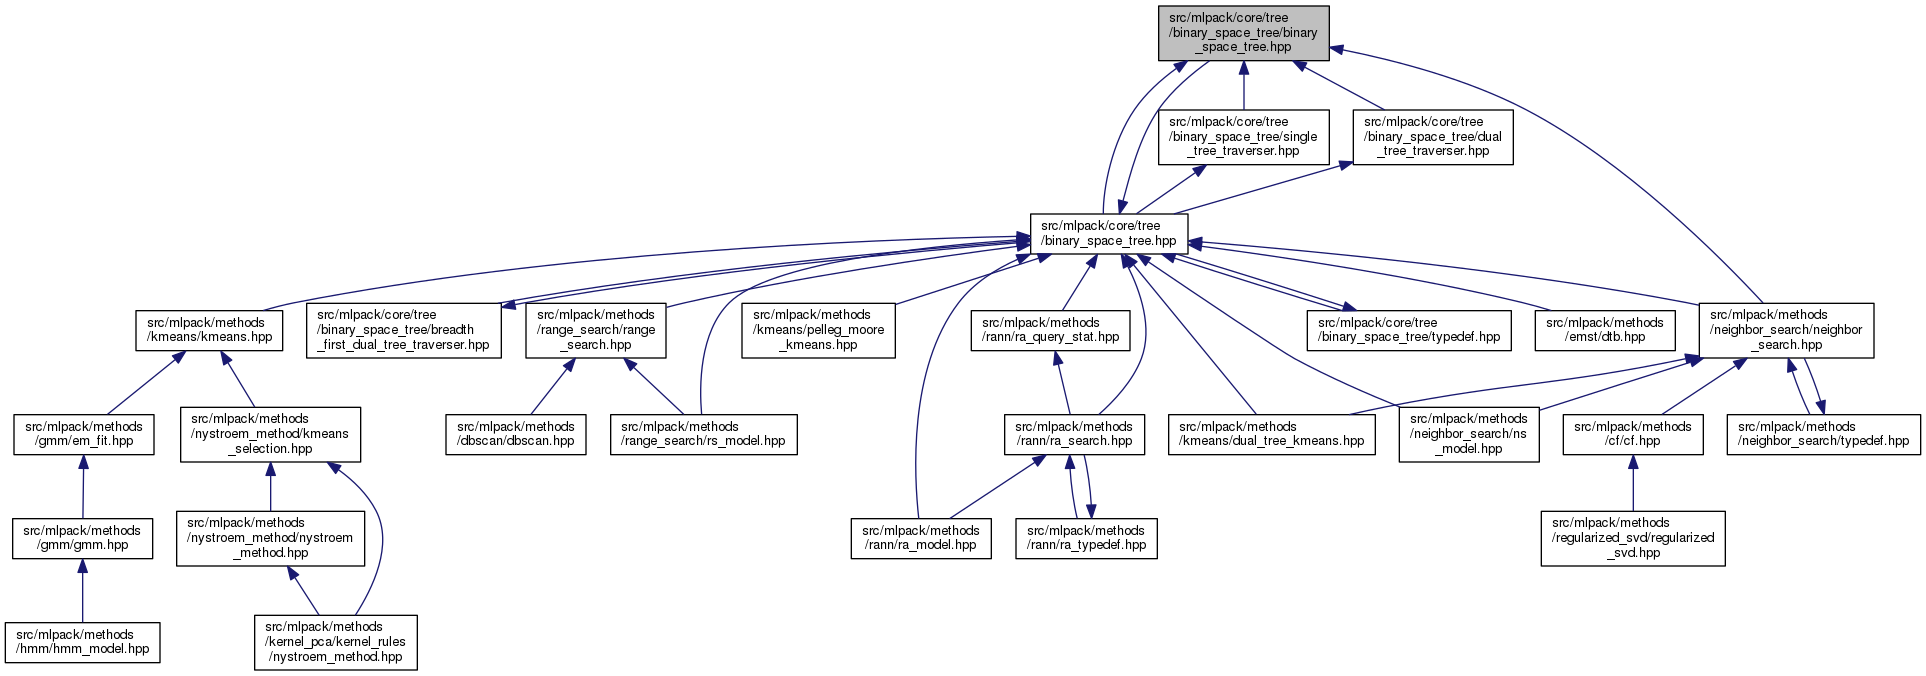 src/mlpack/core/tree
/binary_space_tree/binary
_space_tree.hpp
src/mlpack/core/tree
/binary_space_tree/single
_tree_traverser.hpp
src/mlpack/core/tree
/binary_space_tree/dual
_tree_traverser.hpp
src/mlpack/core/tree
/binary_space_tree.hpp
src/mlpack/methods
/kmeans/kmeans.hpp
src/mlpack/core/tree
/binary_space_tree/breadth
_first_dual_tree_traverser.hpp
src/mlpack/methods
/range_search/range
_search.hpp
src/mlpack/methods
/kmeans/pelleg_moore
_kmeans.hpp
src/mlpack/methods
/rann/ra_query_stat.hpp
src/mlpack/core/tree
/binary_space_tree/typedef.hpp
src/mlpack/methods
/emst/dtb.hpp
src/mlpack/methods
/neighbor_search/neighbor
_search.hpp
src/mlpack/methods
/gmm/em_fit.hpp
src/mlpack/methods
/nystroem_method/kmeans
_selection.hpp
src/mlpack/methods
/dbscan/dbscan.hpp
src/mlpack/methods
/range_search/rs_model.hpp
src/mlpack/methods
/rann/ra_search.hpp
src/mlpack/methods
/kmeans/dual_tree_kmeans.hpp
src/mlpack/methods
/neighbor_search/ns
_model.hpp
src/mlpack/methods
/cf/cf.hpp
src/mlpack/methods
/neighbor_search/typedef.hpp
src/mlpack/methods
/gmm/gmm.hpp
src/mlpack/methods
/nystroem_method/nystroem
_method.hpp
src/mlpack/methods
/rann/ra_model.hpp
src/mlpack/methods
/rann/ra_typedef.hpp
src/mlpack/methods
/regularized_svd/regularized
_svd.hpp
src/mlpack/methods
/hmm/hmm_model.hpp
src/mlpack/methods
/kernel_pca/kernel_rules
/nystroem_method.hpp